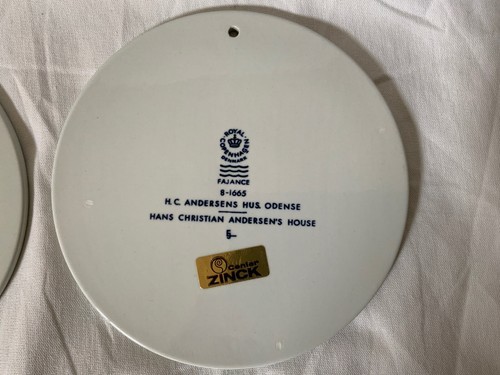 ROYAL COPENHAGEN
DENMARK
FAJANCE
8-1665
H.C. ANDERSENS HUS. ODENSE
HANS CHRISTIAN ANDERSEN'S HOUSE
Center
ZINCK